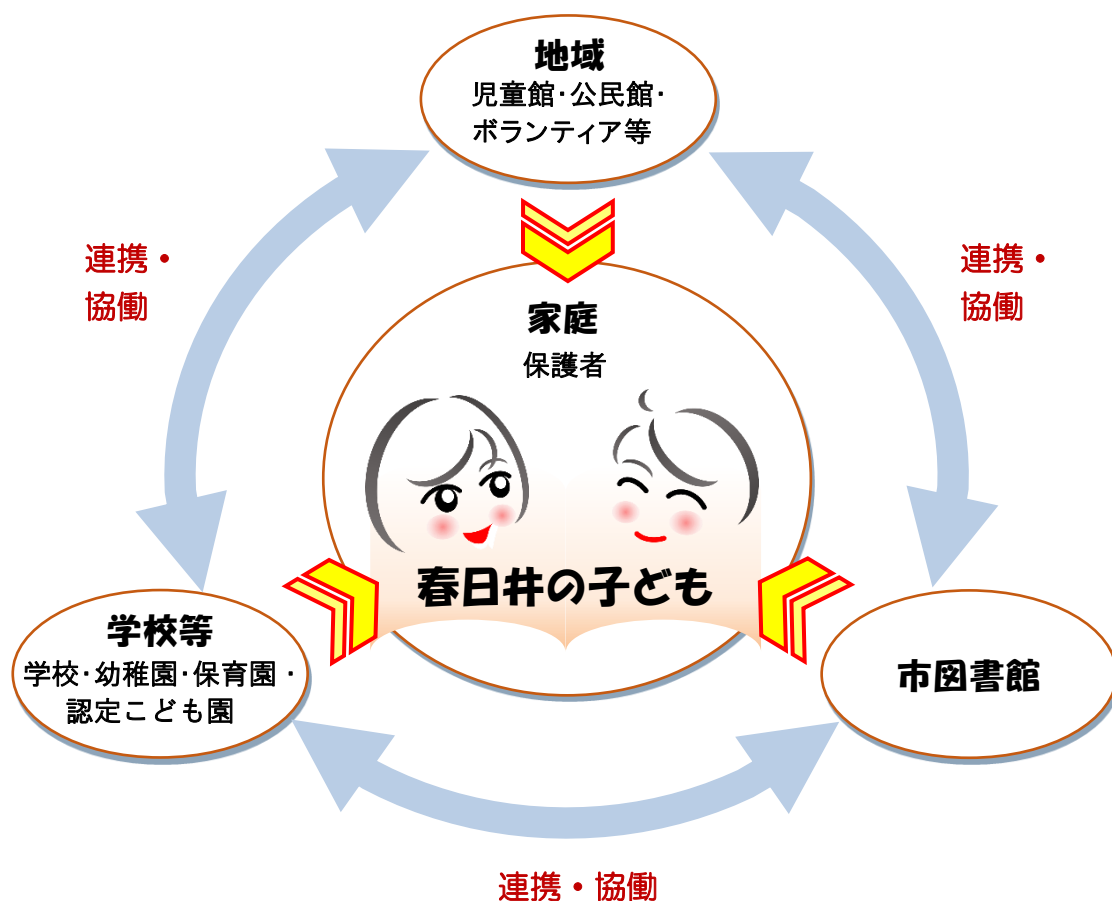 地域
児童館・公民館・
ボランティア等
連携・
協働
連携・
協働
家庭
保護者
春日井の子ども
学校等
学校・幼稚園・保育園・
認定こども園
市図書館
連携・協働